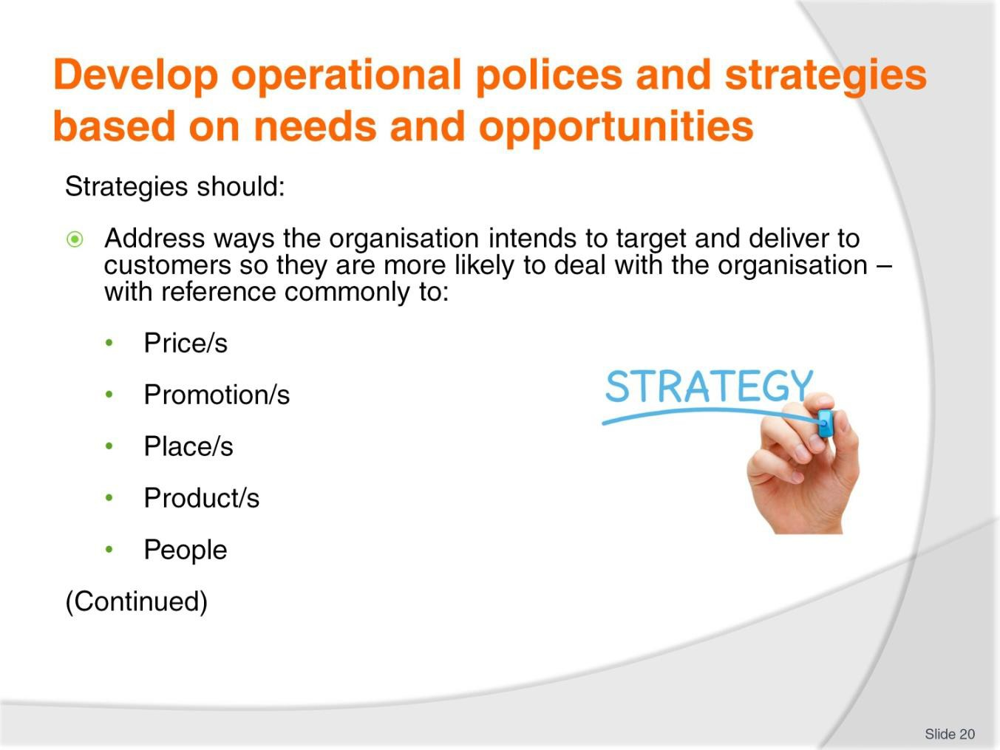 Develop operational polices and strategies
based on needs and opportunities
Strategies should:
Address ways the organisation intends to target and deliver to
customers so they are more likely to deal with the organisation –
with reference commonly to:
• Price/s
• Promotion/s
• Place/s
• Product/s
• People
STRATEGY
(Continued)
Slide 20